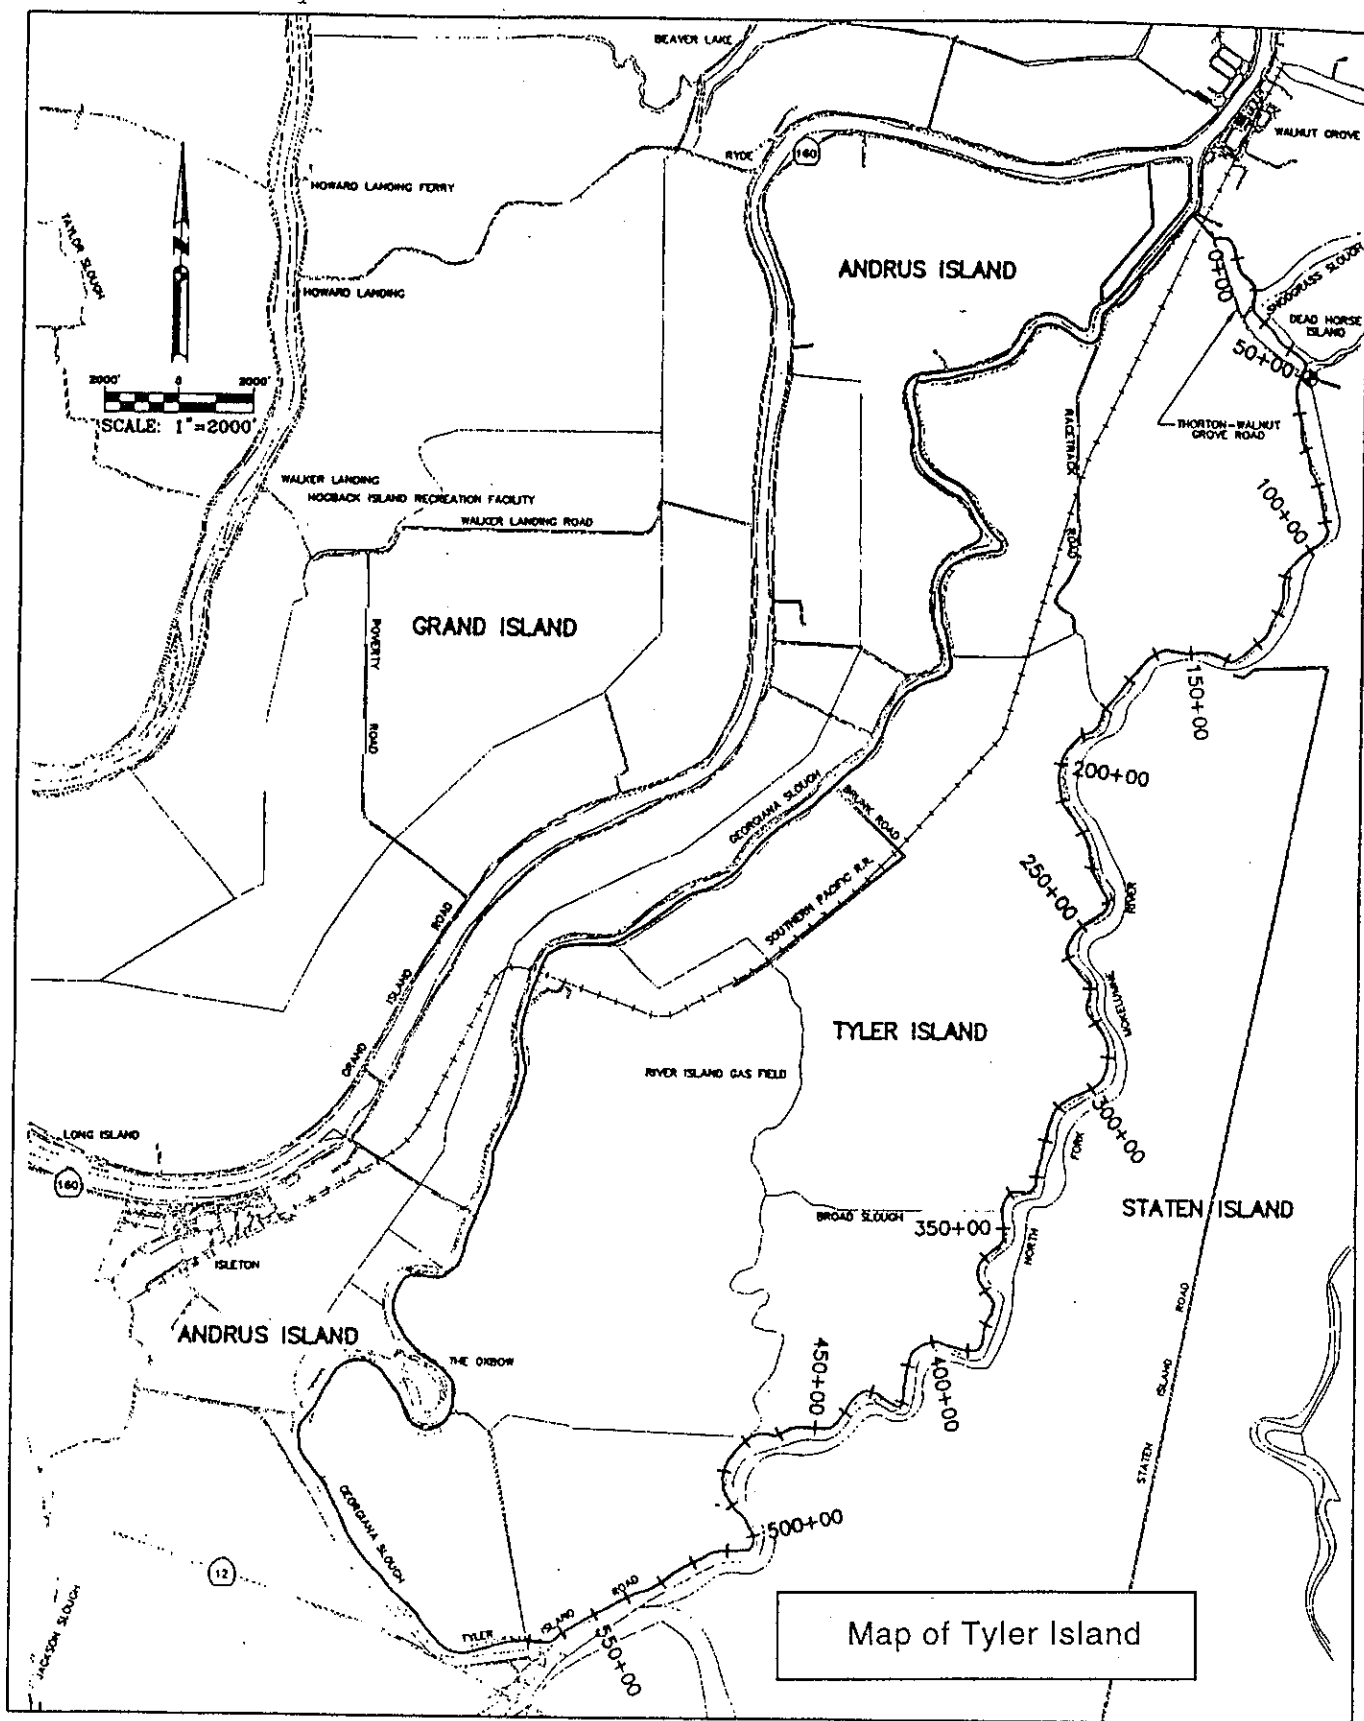 BEAVER LAKE
WALNUT GROVE
RYDE
160
HOWARD LANDING FERRY
TAYLOR SLOUGH
ANDRUS ISLAND
SNODGRASS SLOUGH
0+00
HOWARD LANDING
DEAD HORSE
ISLAND
50+00
2000' 0 2000'
SCALE: 1"=2000'
RACETRACK ROAD
THORTON-WALNUT
GROVE ROAD
WALKER LANDING
HOGBACK ISLAND RECREATION FACILITY
WALKER LANDING ROAD
100+00
GRAND ISLAND
POVERTY ROAD
150+00
200+00
GEORGIANA SLOUGH
BRUNK ROAD
250+00
RIVER
SOUTHERN PACIFIC R.R.
GRAND ISLAND ROAD
MOKELUMNE
TYLER ISLAND
RIVER ISLAND GAS FIELD
300+00
FORK
LONG ISLAND
160
STATEN ISLAND
BROAD SLOUGH
350+00
NORTH
ISLETON
ANDRUS ISLAND
THE OXBOW
450+00
400+00
STATEN ISLAND ROAD
GEORGIANA SLOUGH
500+00
12
JACKSON SLOUGH
TYLER ISLAND ROAD
550+00
Map of Tyler Island